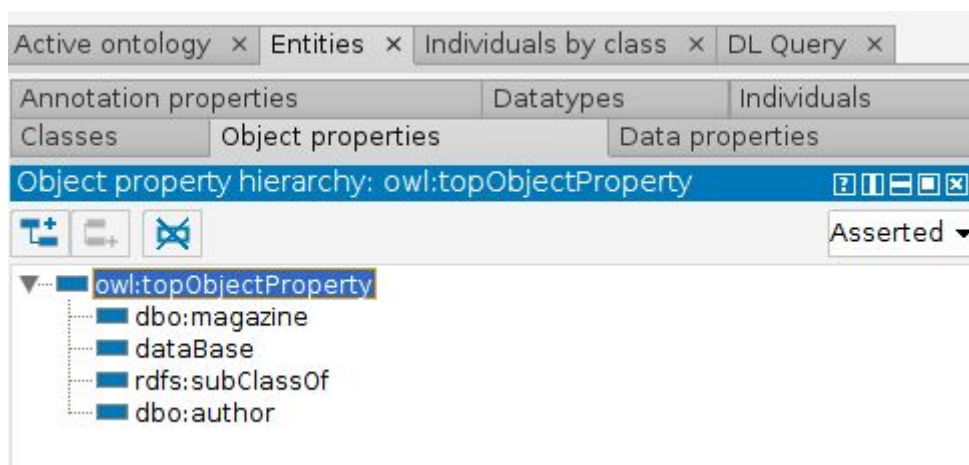 Active ontology × Entities × Individuals by class × DL Query ×
Annotation properties Datatypes Individuals
Classes Object properties Data properties
Object property hierarchy: owl:topObjectProperty
Asserted
owl:topObjectProperty
dbo:magazine
dataBase
rdfs:subClassOf
dbo:author